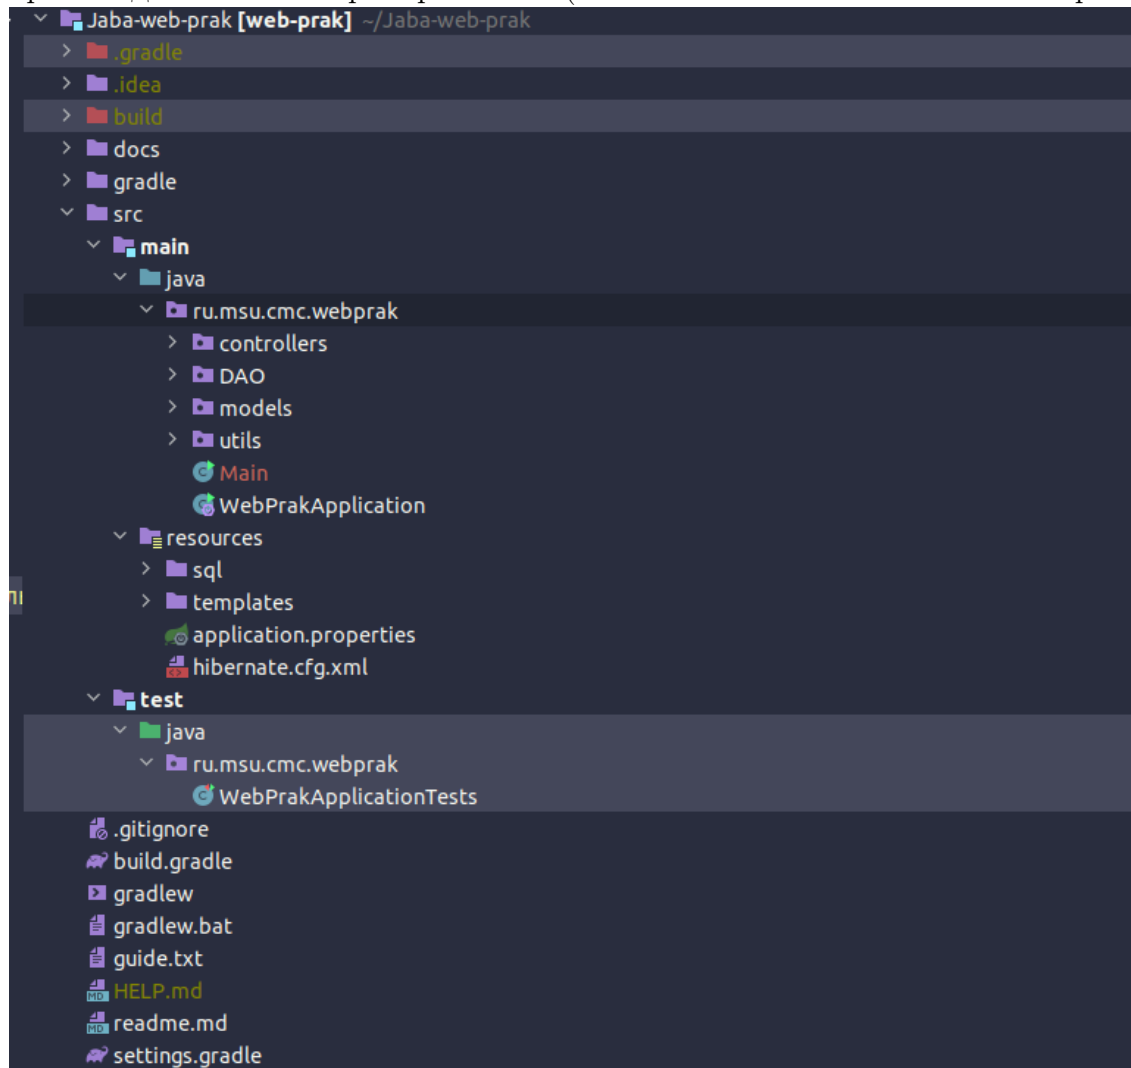 Jaba-web-prak [web-prak] ~/Jaba-web-prak
.gradle
.idea
build
docs
gradle
src
main
java
ru.msu.cmc.webprak
controllers
DAO
models
utils
Main
WebPrakApplication
resources
sql
templates
application.properties
hibernate.cfg.xml
test
java
ru.msu.cmc.webprak
WebPrakApplicationTests
.gitignore
build.gradle
gradlew
gradlew.bat
guide.txt
HELP.md
readme.md
settings.gradle